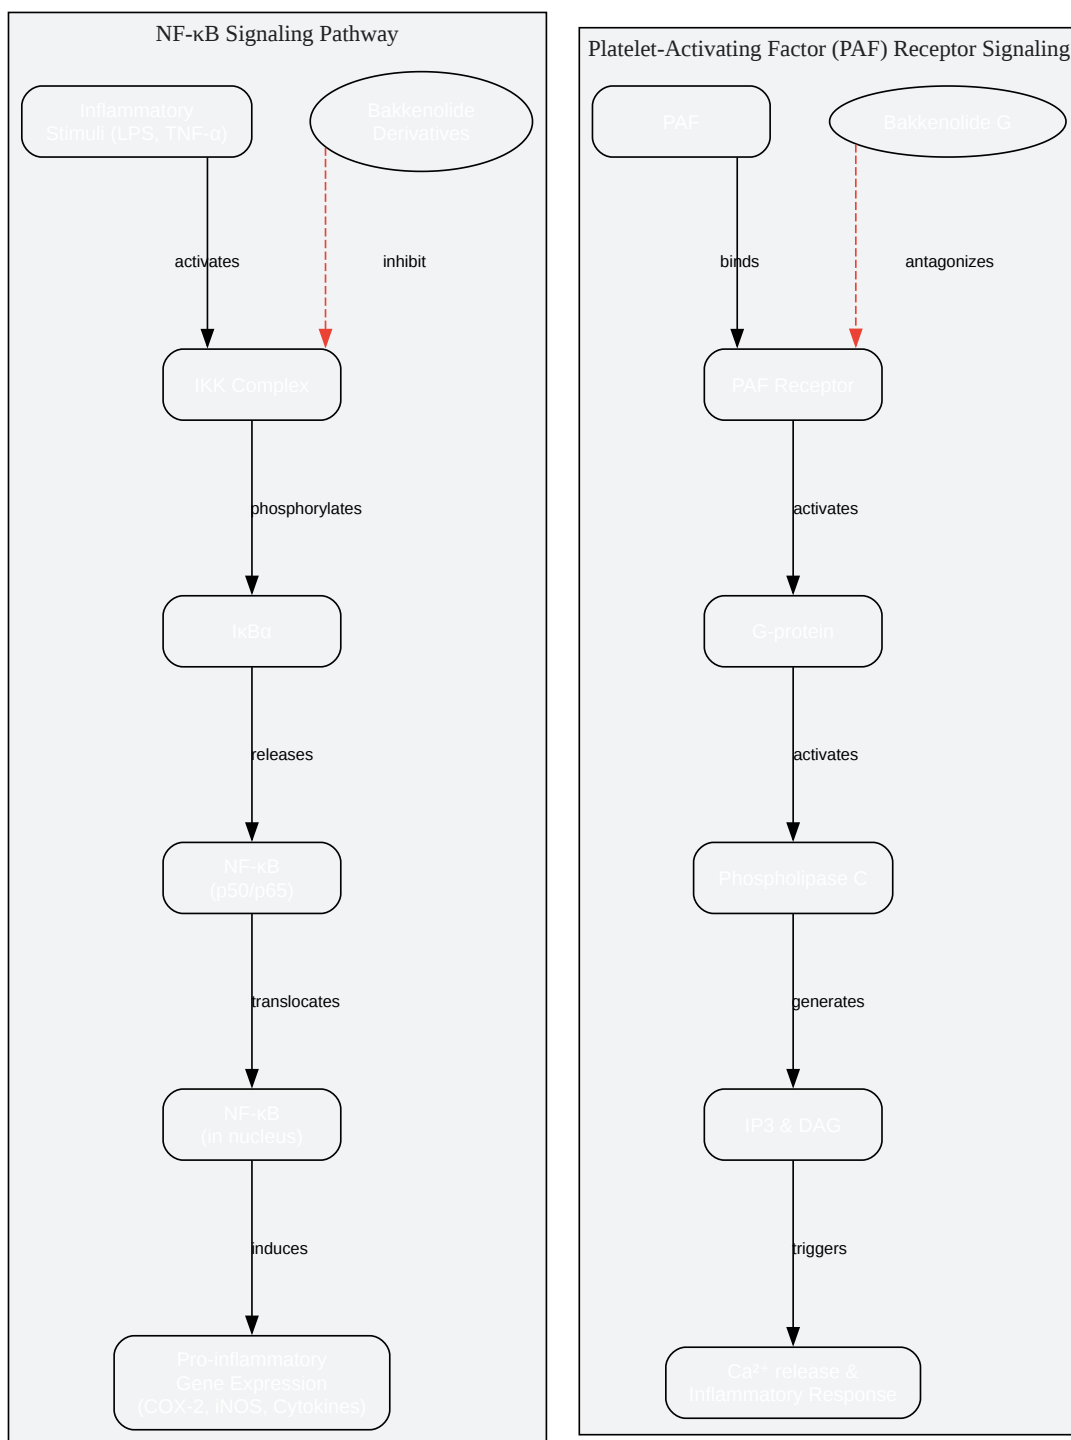 NF-κB Signaling Pathway
Inflammatory
Stimuli (LPS, TNF-α)
Bakkenolide
Derivatives
activates
inhibit
IKK Complex
phosphorylates
IκBα
releases
NF-κB
(p50/p65)
translocates
NF-κB
(in nucleus)
induces
Pro-inflammatory
Gene Expression
(COX-2, iNOS, Cytokines)
Platelet-Activating Factor (PAF) Receptor Signaling
PAF
Bakkenolide G
binds
antagonizes
PAF Receptor
activates
G-protein
activates
Phospholipase C
generates
IP3 & DAG
triggers
Ca²⁺ release &
Inflammatory Response